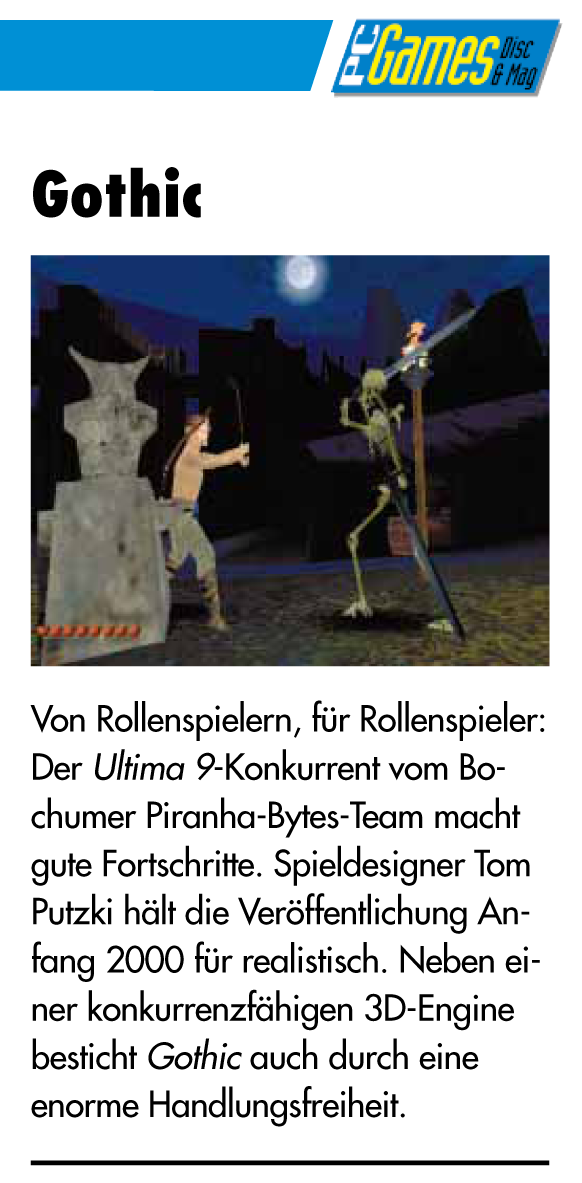 PC Games Disc
& Mag
Gothic
Von Rollenspielern, für Rollenspieler:
Der Ultima 9-Konkurrent vom Bo-
chumer Piranha-Bytes-Team macht
gute Fortschritte. Spieldesigner Tom
Putzki hält die Veröffentlichung An-
fang 2000 für realistisch. Neben ei-
ner konkurrenzfähigen 3D-Engine
besticht Gothic auch durch eine
enorme Handlungsfreiheit.